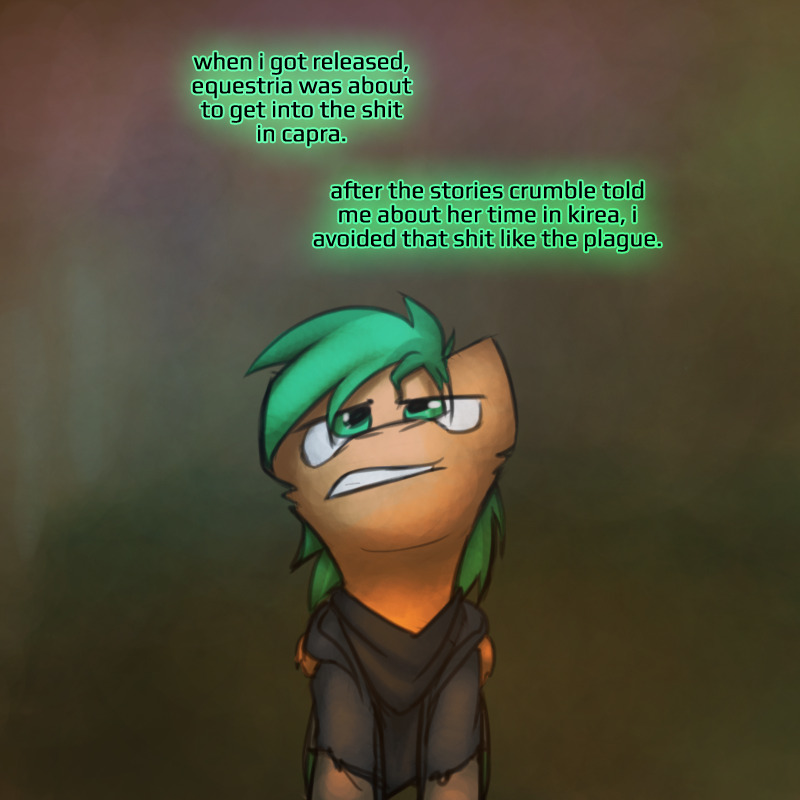 when i got released,
equestria was about
to get into the shit
in capra.
after the stories crumble told
me about her time in kirea, i
avoided that shit like the plague.